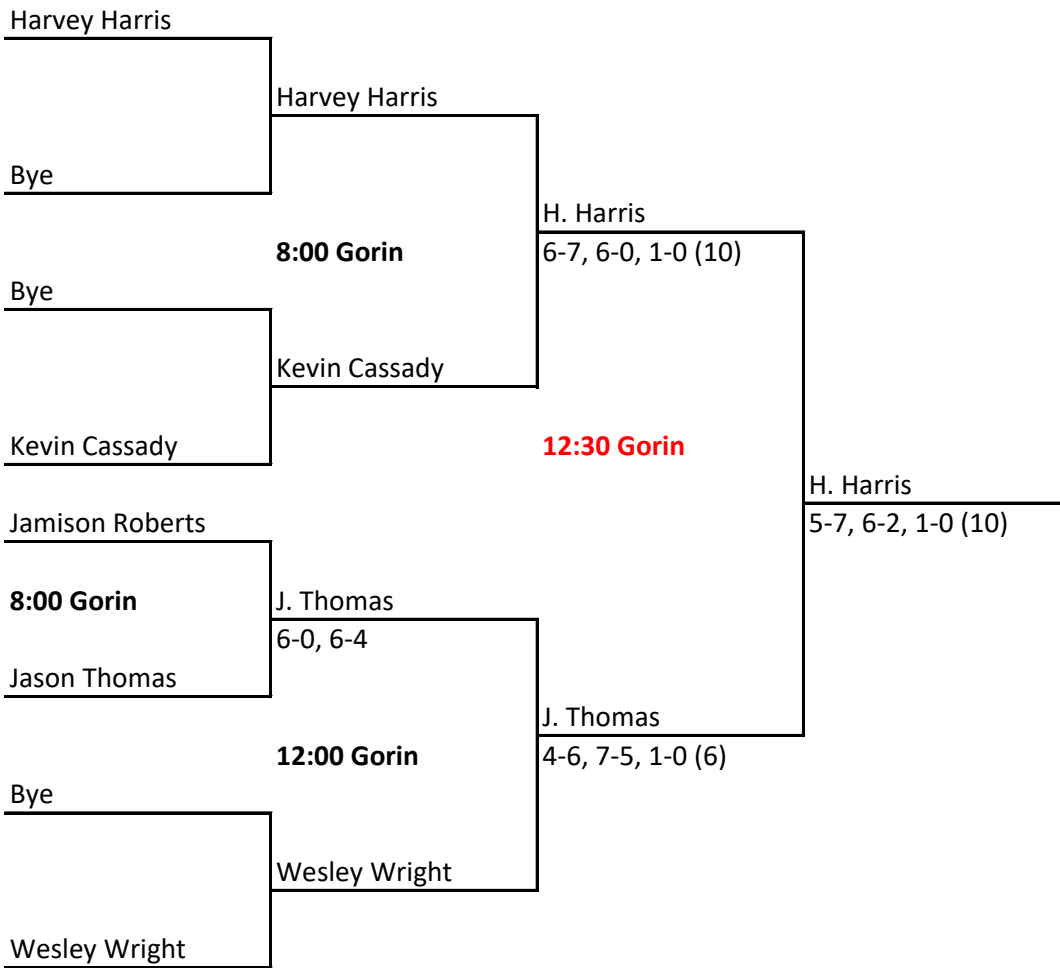 Harvey Harris
Harvey Harris
Bye
H. Harris
8:00 Gorin
6-7, 6-0, 1-0 (10)
Bye
Kevin Cassady
Kevin Cassady
12:30 Gorin
H. Harris
Jamison Roberts
5-7, 6-2, 1-0 (10)
8:00 Gorin
J. Thomas
6-0, 6-4
Jason Thomas
J. Thomas
12:00 Gorin
4-6, 7-5, 1-0 (6)
Bye
Wesley Wright
Wesley Wright